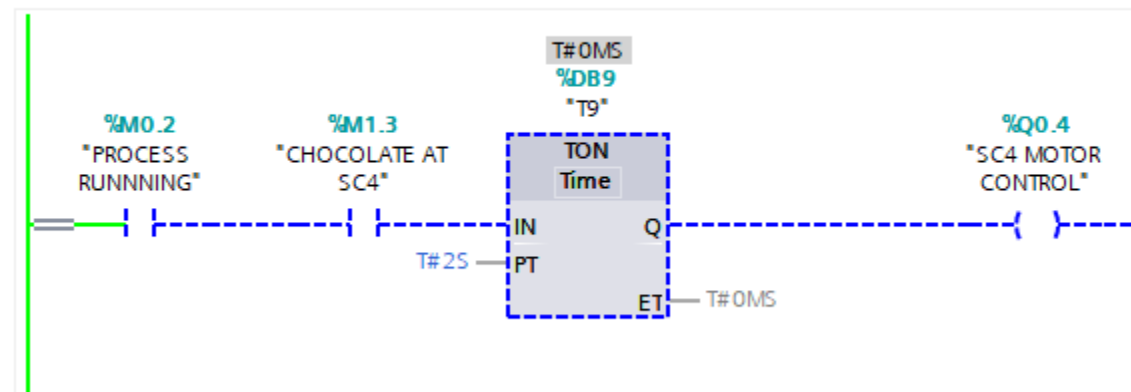 T#0MS
%DB9
"T9"
%M0.2
"PROCESS
RUNNNING"
%M1.3
"CHOCOLATE AT
SC4"
TON
Time
%Q0.4
"SC4 MOTOR
CONTROL"
IN
Q
T#2S
PT
ET
T#0MS